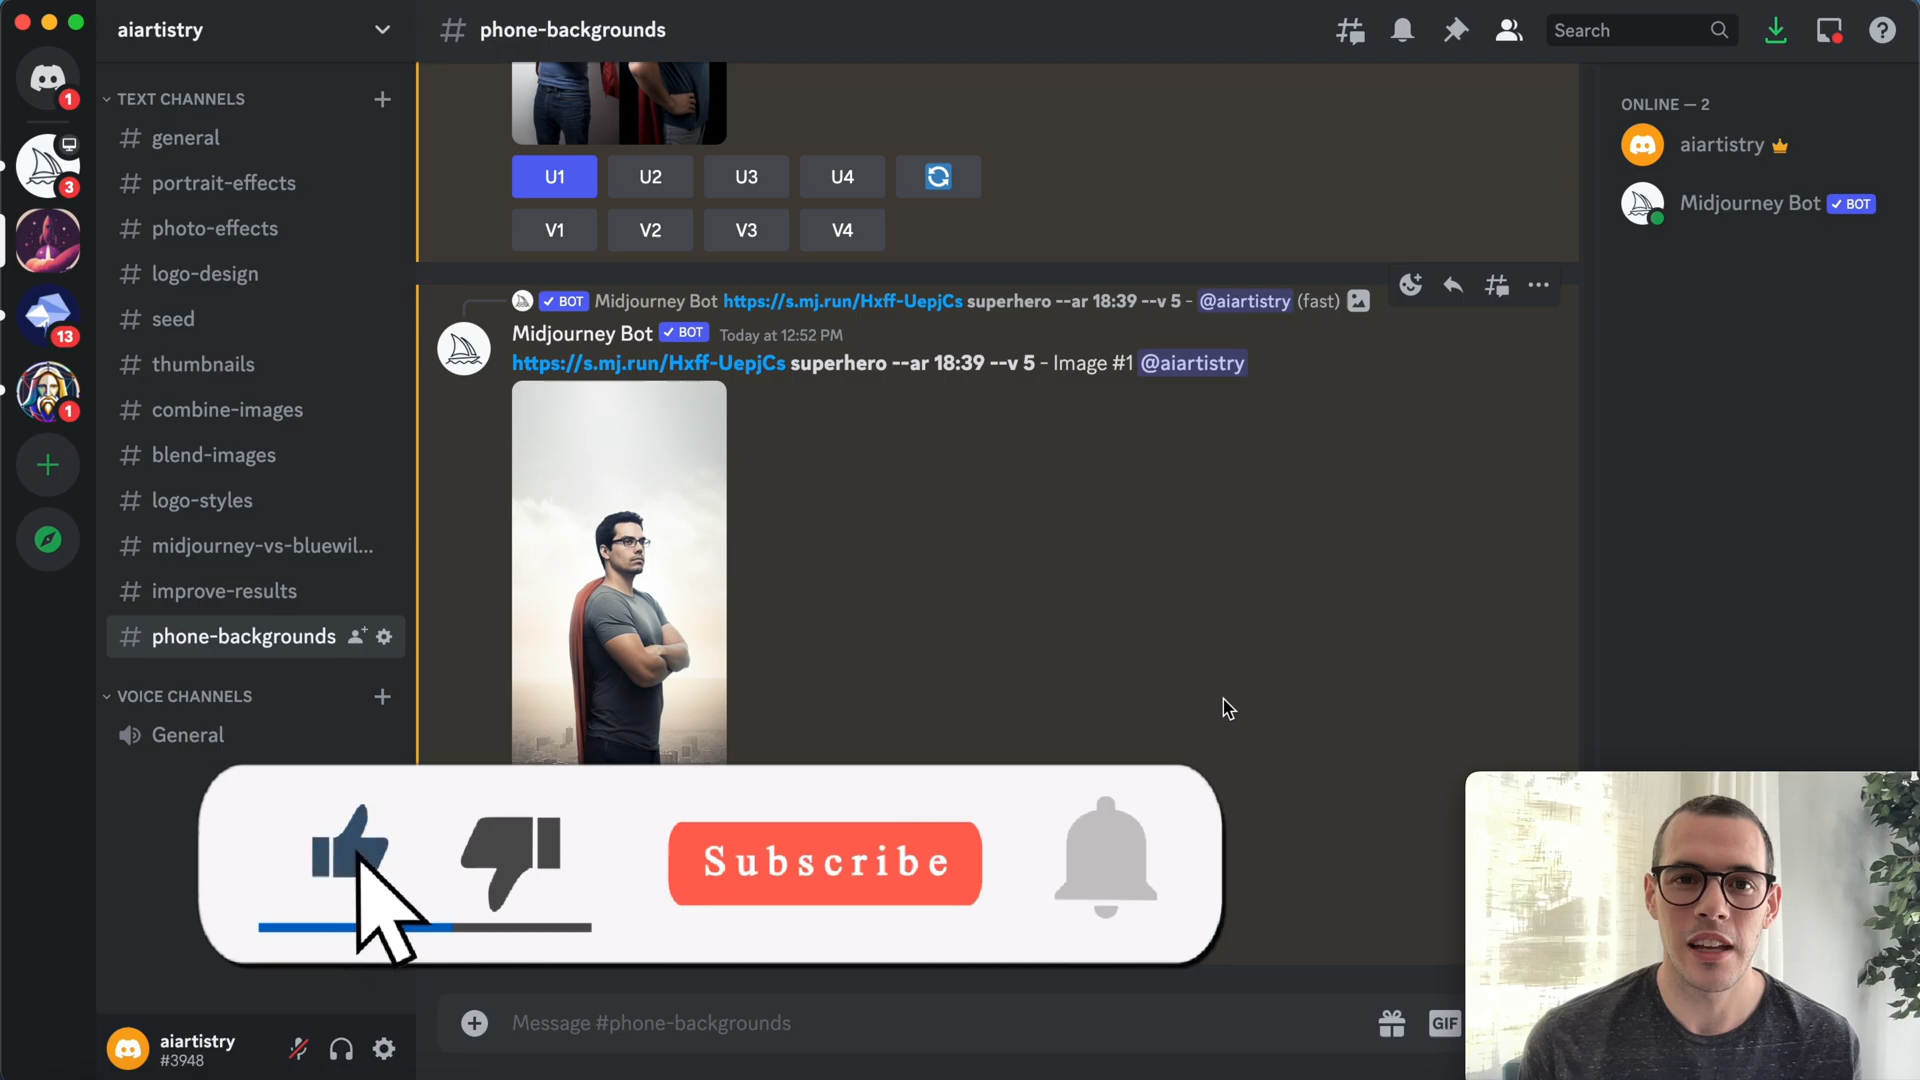 aiartistry
phone-backgrounds
Search
1
3
13
1
TEXT CHANNELS
general
portrait-effects
photo-effects
logo-design
seed
thumbnails
combine-images
blend-images
logo-styles
midjourney-vs-bluewil...
improve-results
phone-backgrounds
VOICE CHANNELS
General
aiartistry
#3948
U1 U2 U3 U4
V1 V2 V3 V4
✓ BOT Midjourney Bot https://s.mj.run/Hxff-UepjCs superhero --ar 18:39 --v 5 - @aiartistry (fast)
Midjourney Bot ✓ BOT Today at 12:52 PM
https://s.mj.run/Hxff-UepjCs superhero --ar 18:39 --v 5 - Image #1 @aiartistry
Subscribe
Message #phone-backgrounds
GIF
ONLINE — 2
aiartistry
Midjourney Bot ✓ BOT